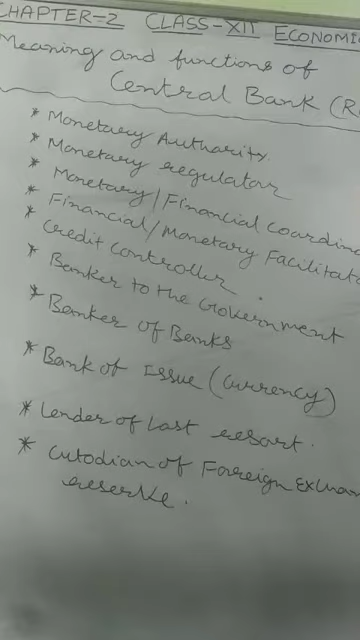 CHAPTER=2 CLASS-XII ECONOMI
Meaning and functions of
Central Bank (R
* Monetary Authority.
* Monetary regulator
* Monetary/Financial Coordina
* Financial/Monetary Facilitato
* Credit Controller.
* Banker to the Government
* Banker of Banks
* Bank of Issue (Currency)
* Lender of Last resort.
* Cutodian of Foreign Exchan
reserve.